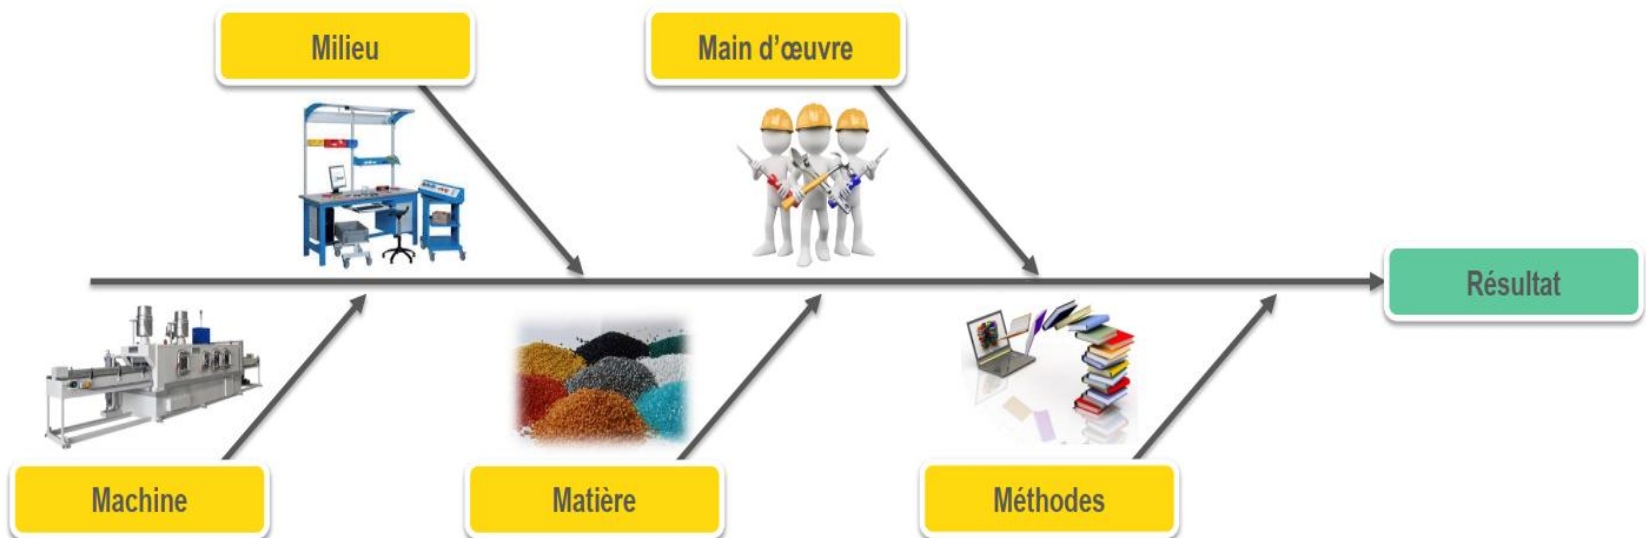 Milieu
Main d’œuvre
Résultat
Machine
Matière
Méthodes